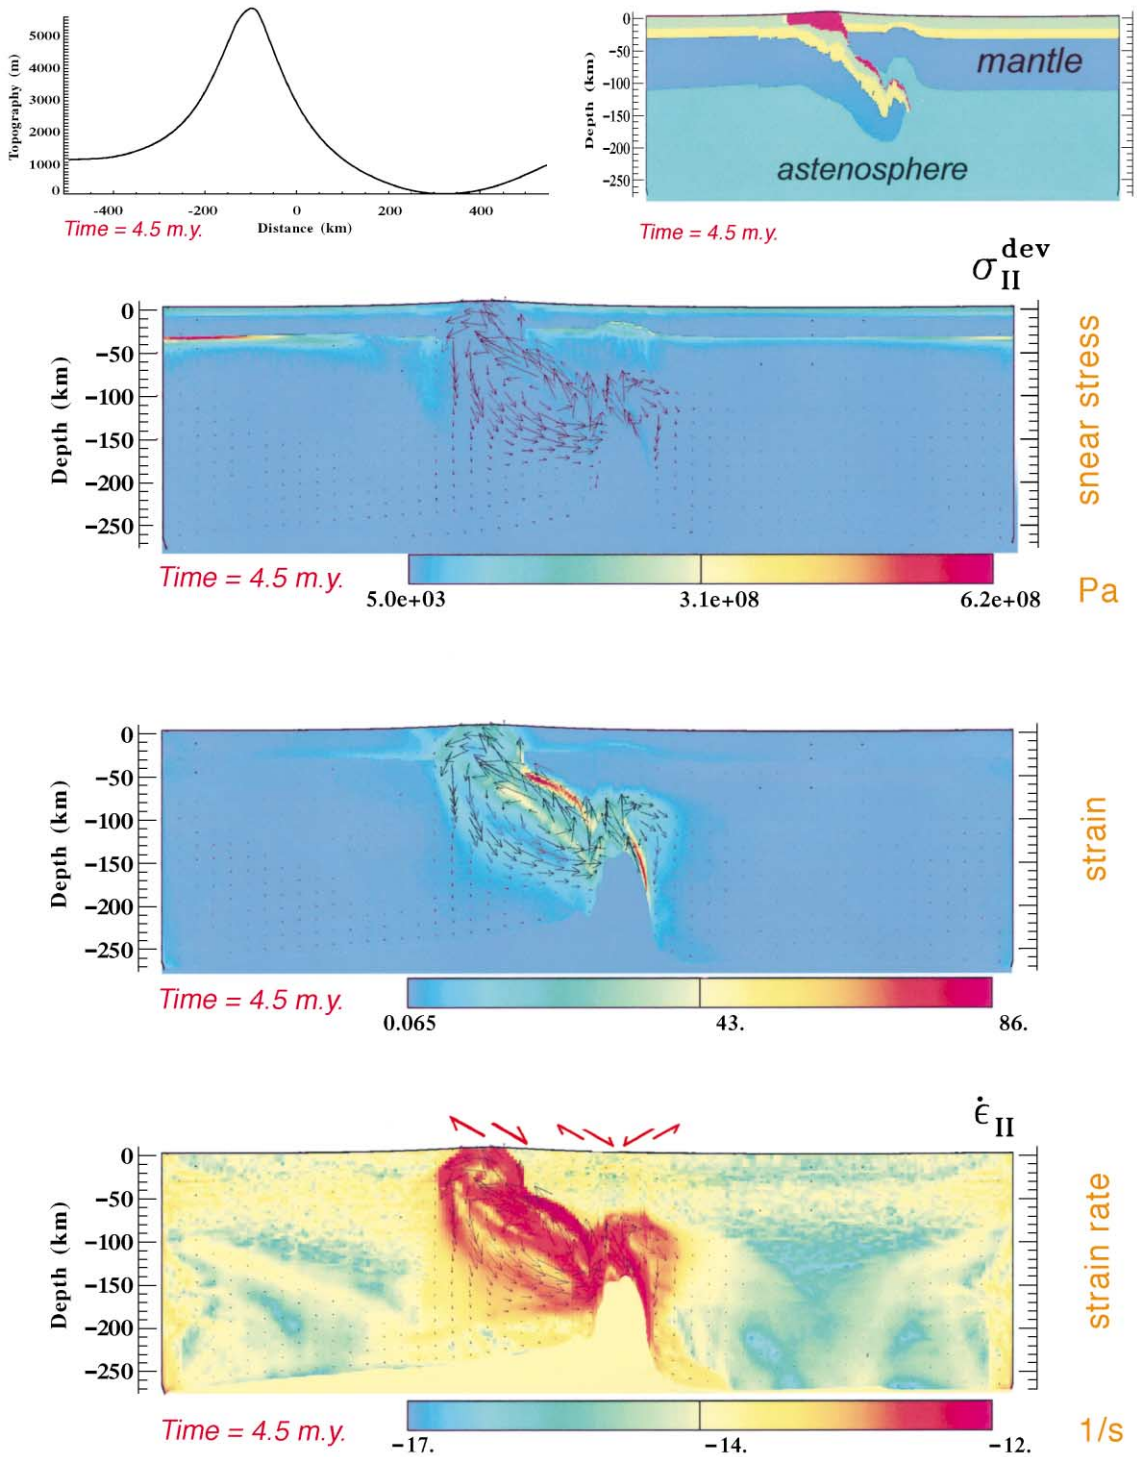 5000
4000
3000
2000
1000
0
Topography (m)
-400 -200 0 200 400
Distance (km)
Time = 4.5 m.y.
0
-50
-100
-150
-200
-250
Depth (km)
mantle
astenosphere
Time = 4.5 m.y.
σ II dev
0
-50
-100
-150
-200
-250
Depth (km)
snear stress
Time = 4.5 m.y.
5.0e+03 3.1e+08 6.2e+08
Pa
0
-50
-100
-150
-200
-250
Depth (km)
strain
Time = 4.5 m.y.
0.065 43. 86.
ε̇ II
0
-50
-100
-150
-200
-250
Depth (km)
strain rate
Time = 4.5 m.y.
-17. -14. -12.
1/s